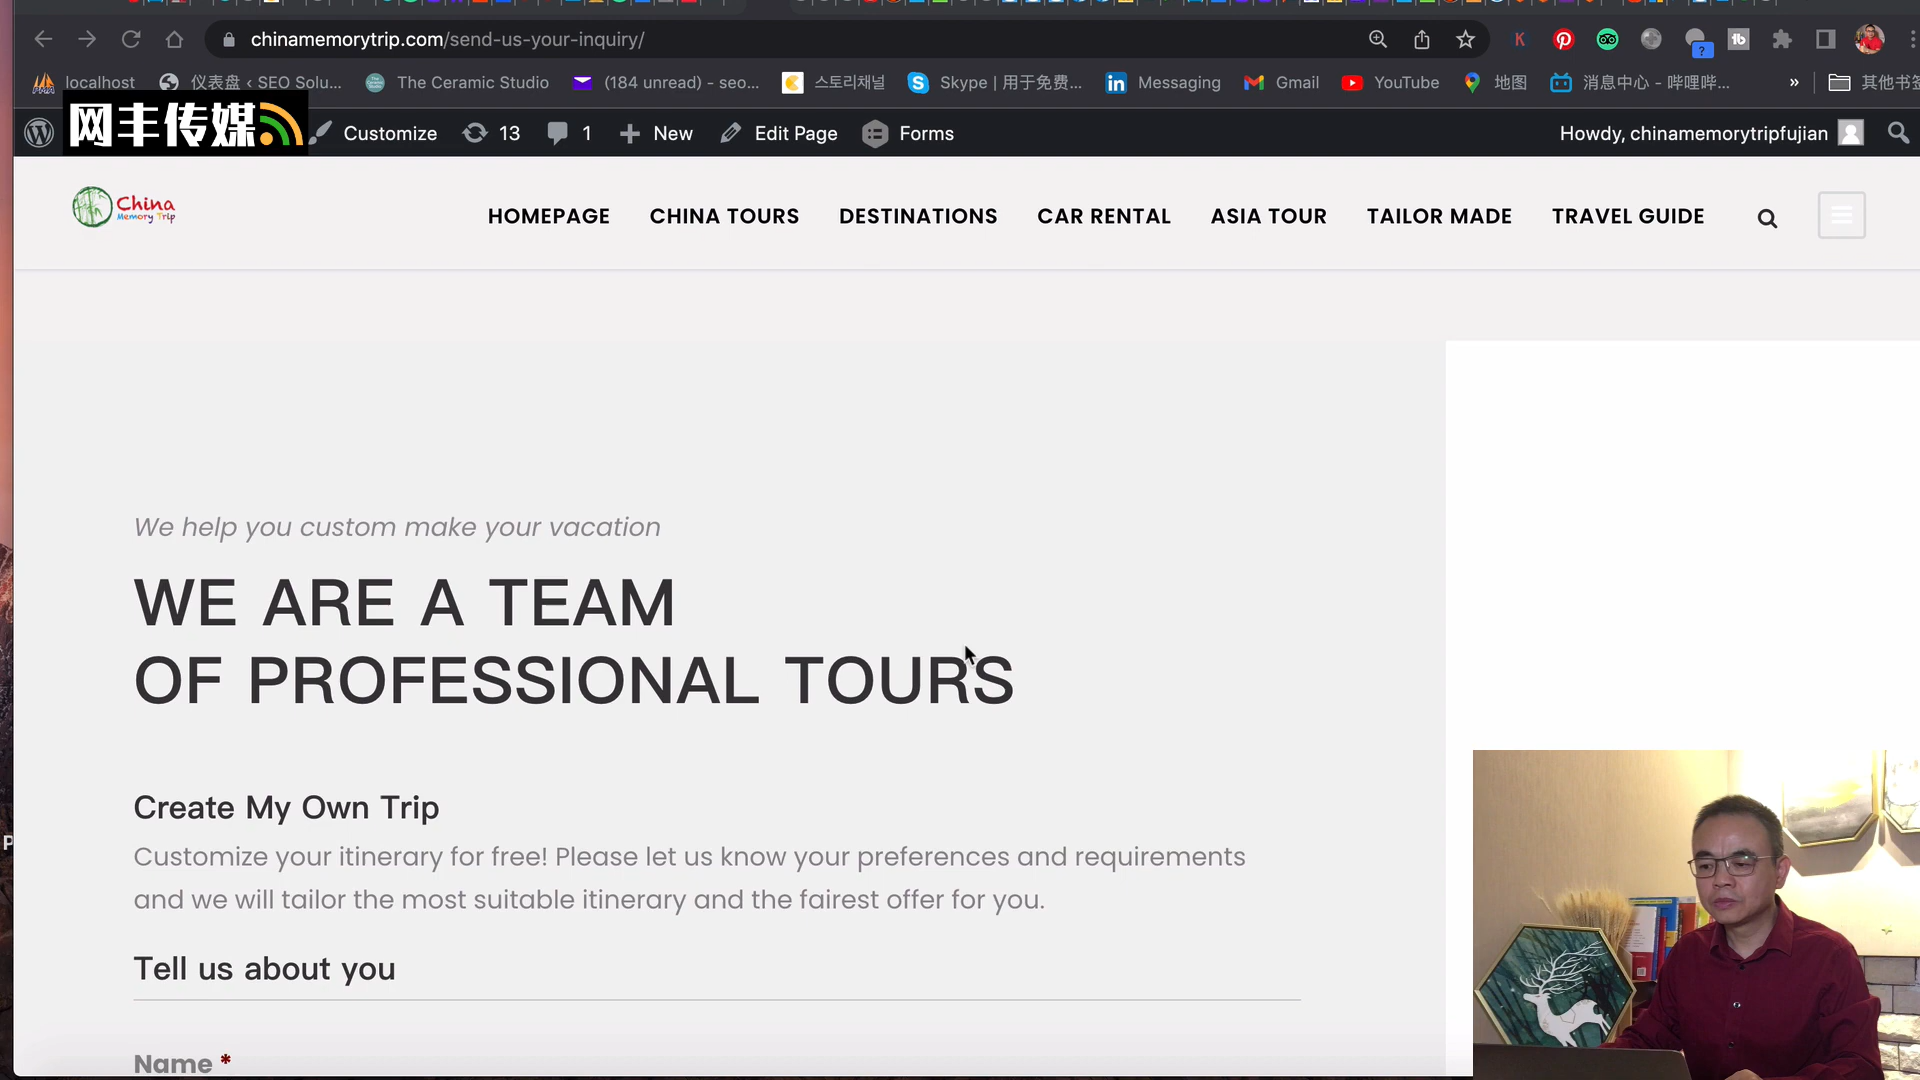 chinamemorytrip.com/send-us-your-inquiry/
localhost
仪表盘 ‹ SEO Solu...
The Ceramic Studio
(184 unread) - seo...
스토리채널
Skype | 用于免费...
Messaging
Gmail
YouTube
地图
消息中心 - 哔哩哔...
»
其他书签
网丰传媒
Customize
13
1
New
Edit Page
Forms
Howdy, chinamemorytripfujian
China
Memory Trip
HOMEPAGE
CHINA TOURS
DESTINATIONS
CAR RENTAL
ASIA TOUR
TAILOR MADE
TRAVEL GUIDE
We help you custom make your vacation
WE ARE A TEAM
OF PROFESSIONAL TOURS
Create My Own Trip
Customize your itinerary for free! Please let us know your preferences and requirements
and we will tailor the most suitable itinerary and the fairest offer for you.
Tell us about you
Name *